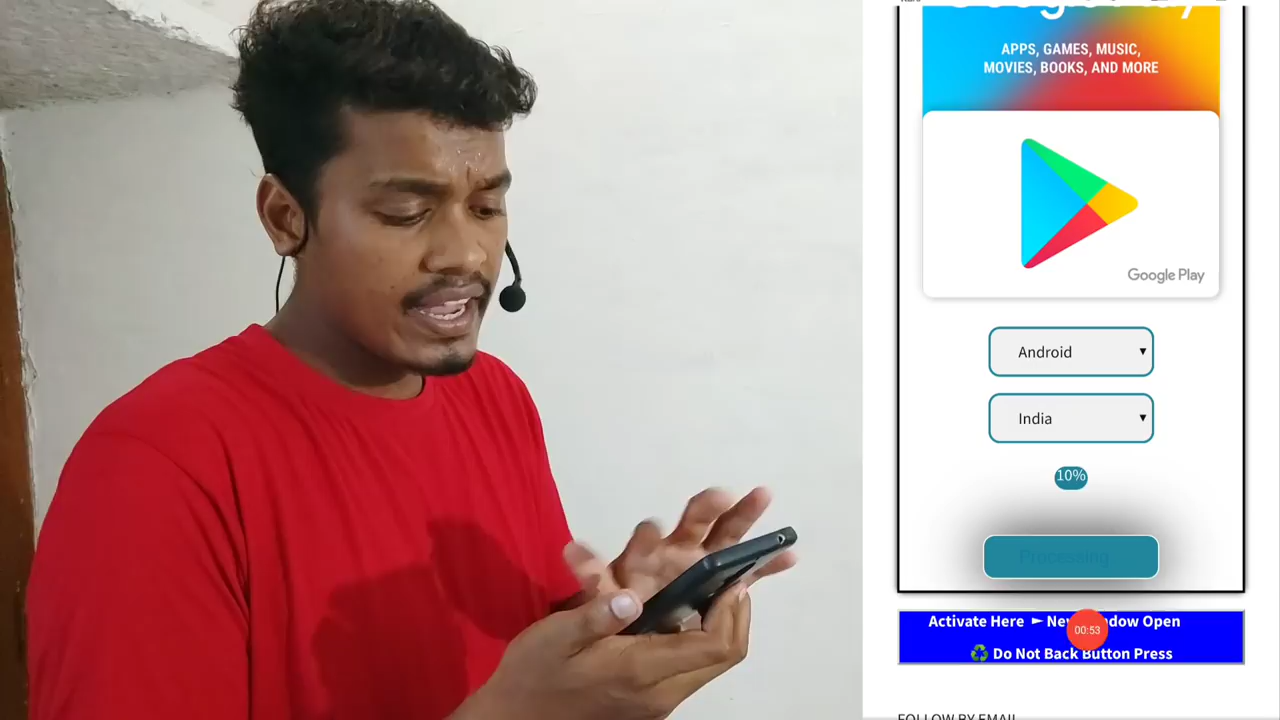 APPS, GAMES, MUSIC,
MOVIES, BOOKS, AND MORE
Google Play
Android
India
10%
Processing
Activate Here ► New Window Open
00:53
♻ Do Not Back Button Press
FOLLOW BY EMAIL